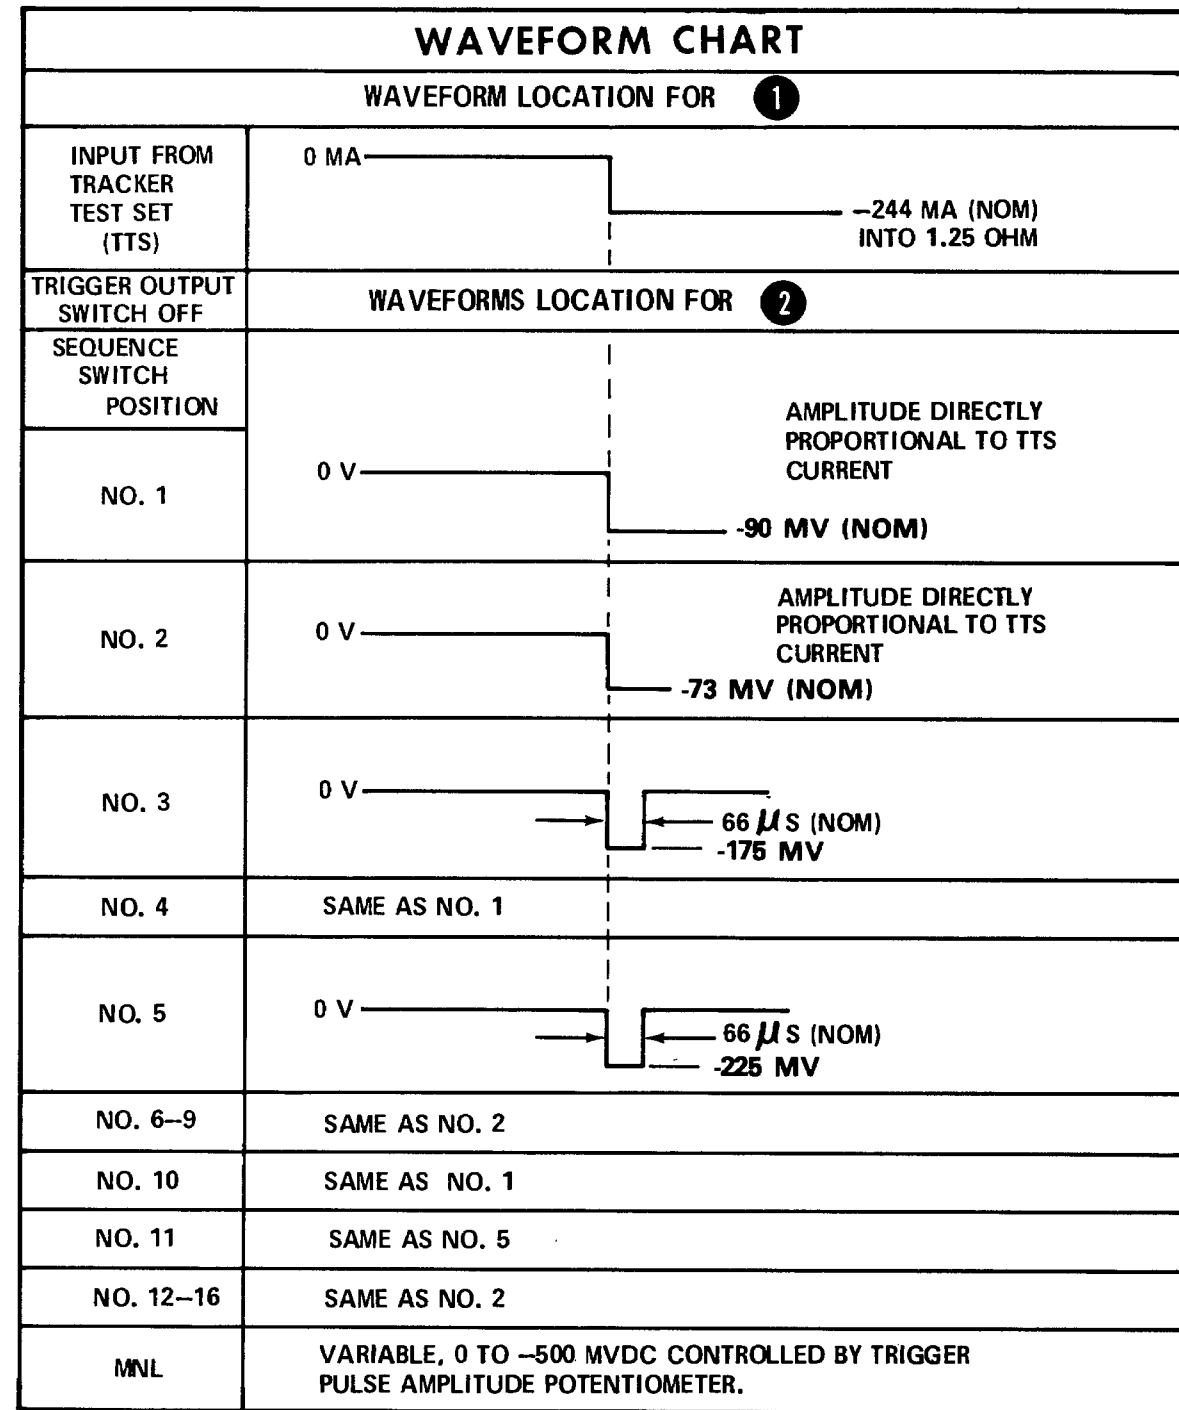 WAVEFORM CHART
WAVEFORM LOCATION FOR 1
INPUT FROM
TRACKER
TEST SET
(TTS)
0 MA
–244 MA (NOM)
INTO 1.25 OHM
TRIGGER OUTPUT
SWITCH OFF
WAVEFORMS LOCATION FOR 2
SEQUENCE
SWITCH
POSITION
NO. 1
0 V
AMPLITUDE DIRECTLY
PROPORTIONAL TO TTS
CURRENT
-90 MV (NOM)
NO. 2
0 V
AMPLITUDE DIRECTLY
PROPORTIONAL TO TTS
CURRENT
-73 MV (NOM)
NO. 3
0 V
66 μS (NOM)
-175 MV
NO. 4
SAME AS NO. 1
NO. 5
0 V
66 μS (NOM)
-225 MV
NO. 6–9
SAME AS NO. 2
NO. 10
SAME AS NO. 1
NO. 11
SAME AS NO. 5
NO. 12–16
SAME AS NO. 2
MNL
VARIABLE, 0 TO –500 MVDC CONTROLLED BY TRIGGER
PULSE AMPLITUDE POTENTIOMETER.